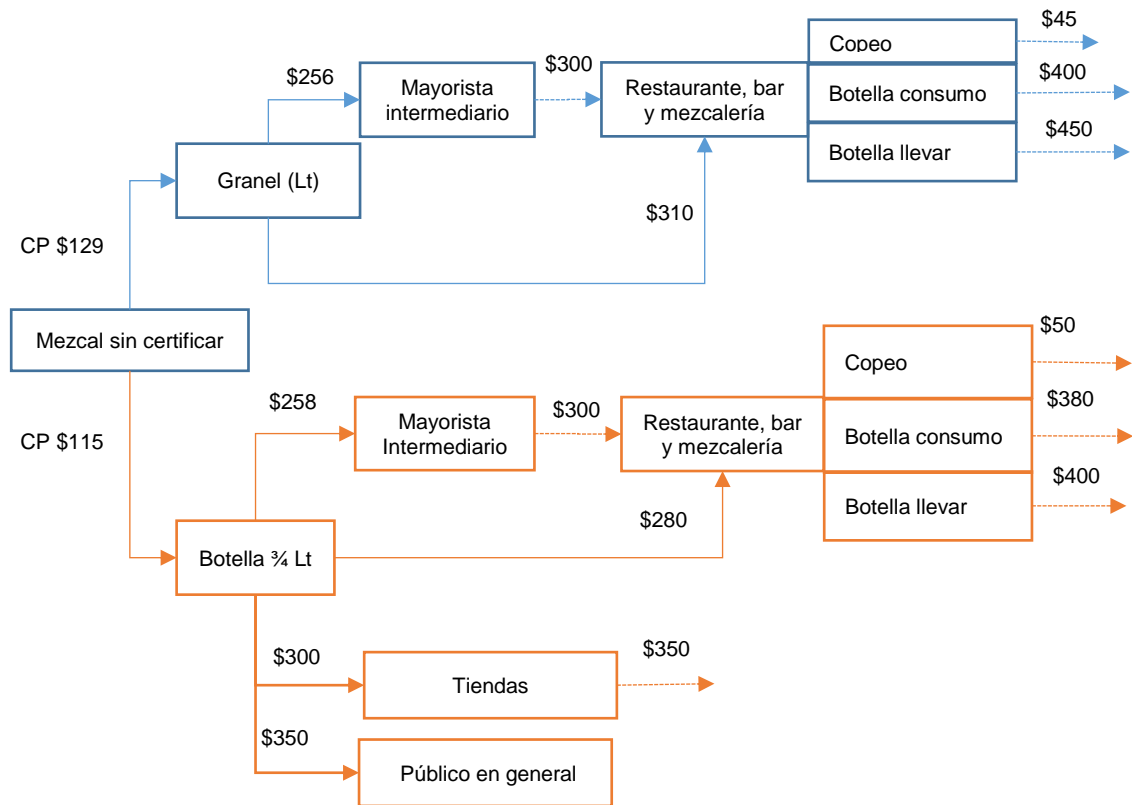 $45
Copeo
$256
Mayorista
intermediario
$300
Restaurante, bar
y mezcalería
$400
Botella consumo
$450
Botella llevar
Granel (Lt)
$310
CP $129
Mezcal sin certificar
CP $115
$50
Copeo
$258
Mayorista
Intermediario
$300
Restaurante, bar
y mezcalería
$380
Botella consumo
$400
Botella llevar
$280
Botella ¾ Lt
$300
Tiendas
$350
$350
Público en general